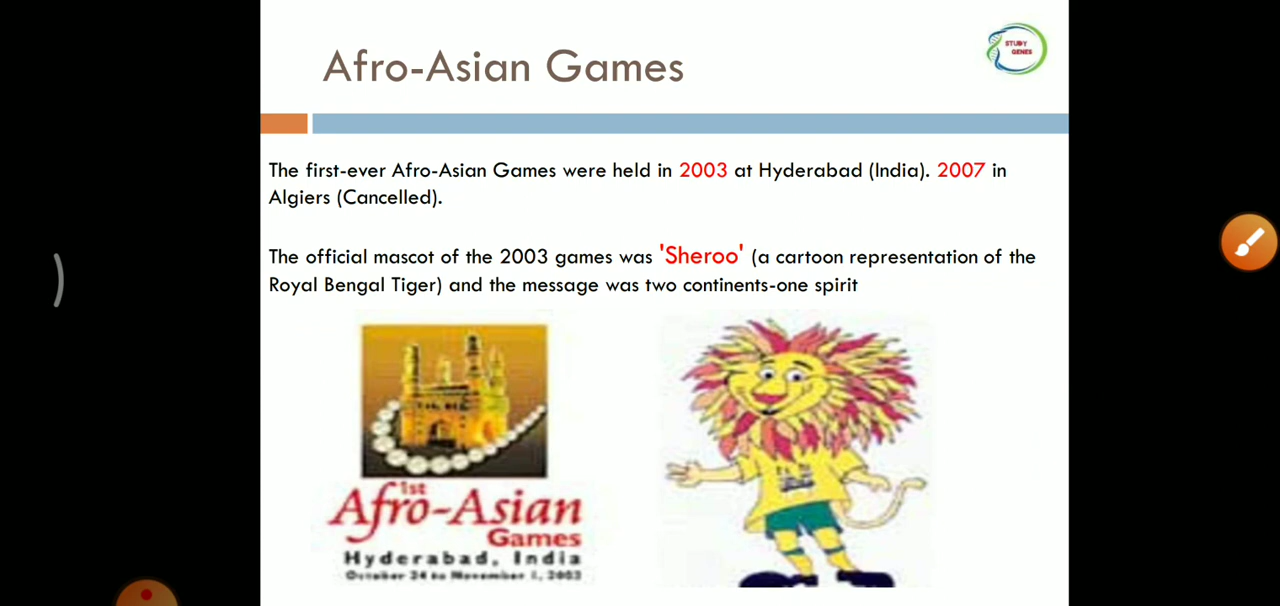 STUDY
GENES
Afro-Asian Games
The first-ever Afro-Asian Games were held in 2003 at Hyderabad (India). 2007 in
Algiers (Cancelled).
The official mascot of the 2003 games was 'Sheroo' (a cartoon representation of the
Royal Bengal Tiger) and the message was two continents-one spirit
1st
Afro-Asian
Games
Hyderabad, India
October 24 to November 1, 2003